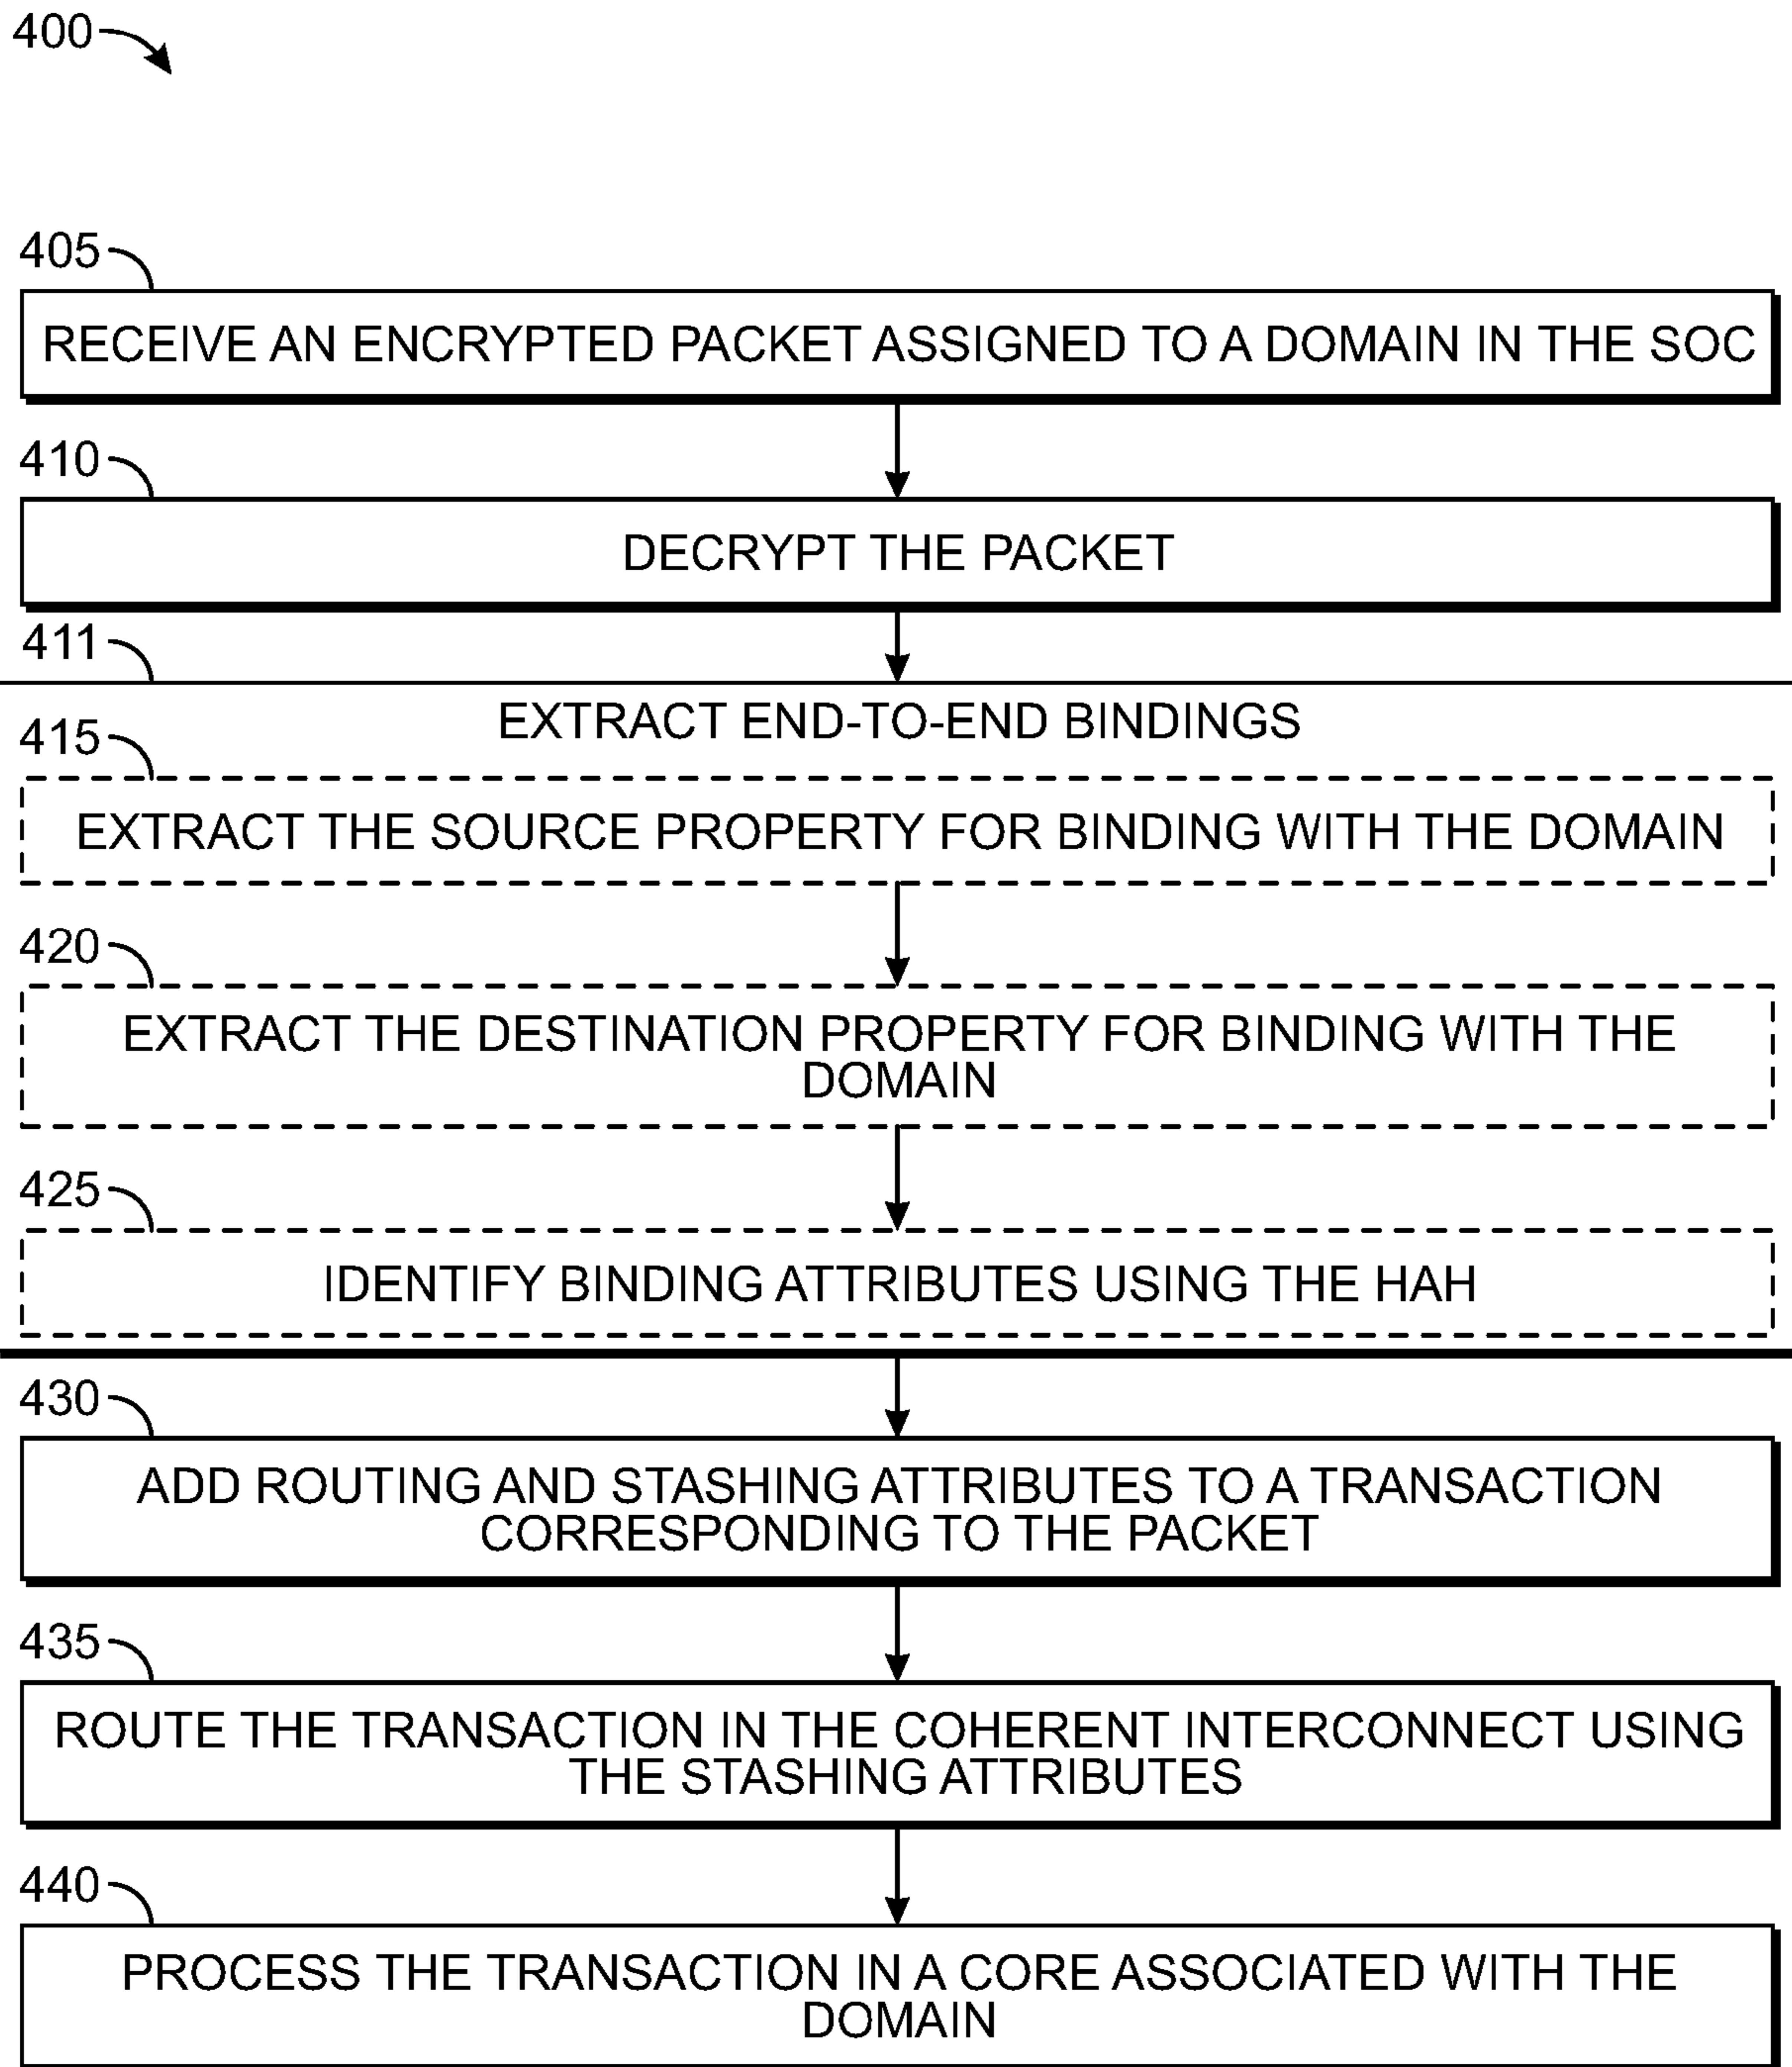 400
405
RECEIVE AN ENCRYPTED PACKET ASSIGNED TO A DOMAIN IN THE SOC
410
DECRYPT THE PACKET
411
EXTRACT END-TO-END BINDINGS
415
EXTRACT THE SOURCE PROPERTY FOR BINDING WITH THE DOMAIN
420
EXTRACT THE DESTINATION PROPERTY FOR BINDING WITH THE
DOMAIN
425
IDENTIFY BINDING ATTRIBUTES USING THE HAH
430
ADD ROUTING AND STASHING ATTRIBUTES TO A TRANSACTION
CORRESPONDING TO THE PACKET
435
ROUTE THE TRANSACTION IN THE COHERENT INTERCONNECT USING
THE STASHING ATTRIBUTES
440
PROCESS THE TRANSACTION IN A CORE ASSOCIATED WITH THE
DOMAIN